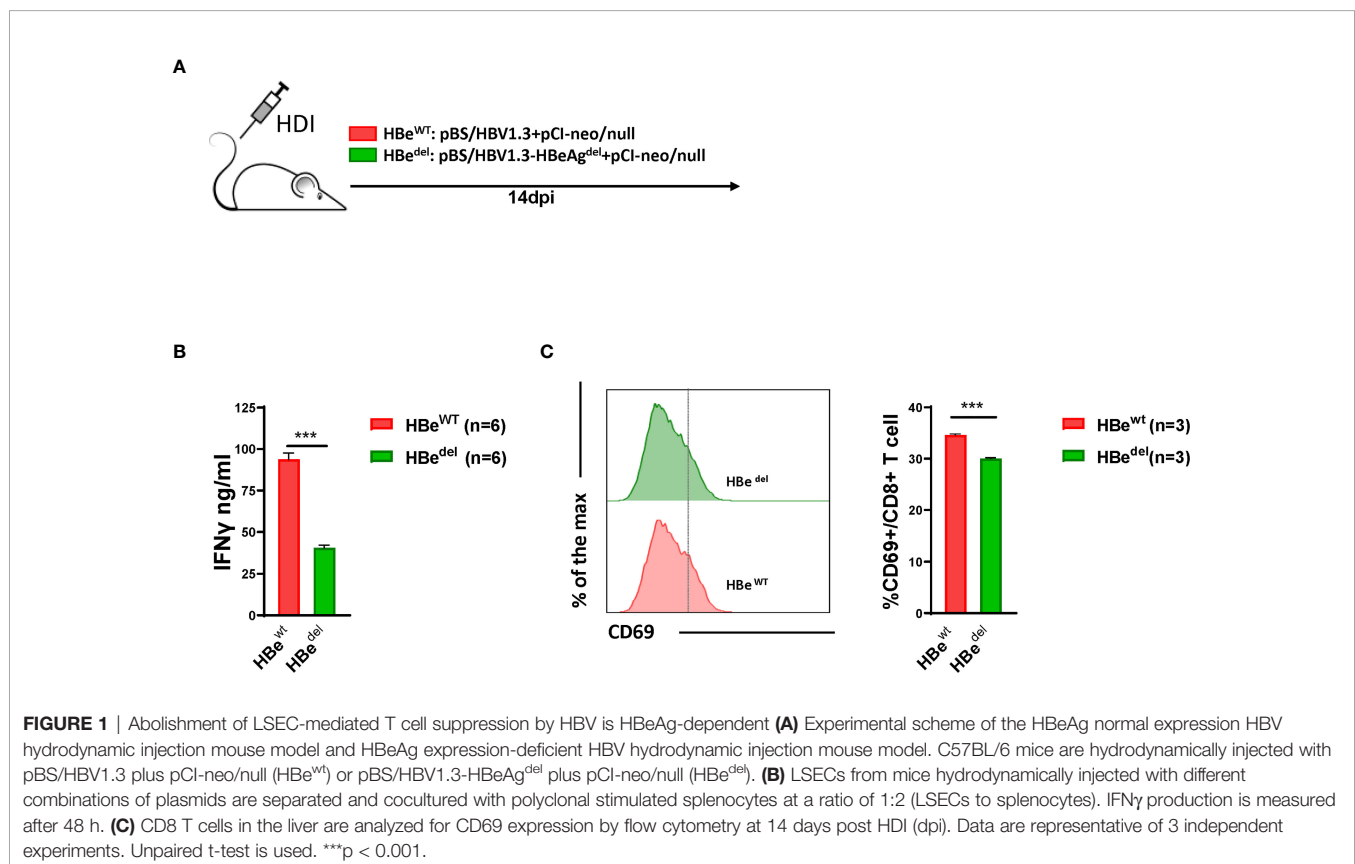 A
HDI
HBeWT: pBS/HBV1.3+pCI-neo/null
HBedel: pBS/HBV1.3-HBeAgdel+pCI-neo/null
14dpi
B
IFNγ ng/ml
125
100
75
50
25
0
***
HBewt
HBedel
HBeWT (n=6)
HBedel (n=6)
C
% of the max
HBe del
HBe WT
CD69
%CD69+/CD8+ T cell
40
30
20
10
0
***
HBewt
HBedel
HBewt (n=3)
HBedel(n=3)
FIGURE 1 | Abolishment of LSEC-mediated T cell suppression by HBV is HBeAg-dependent (A) Experimental scheme of the HBeAg normal expression HBV
hydrodynamic injection mouse model and HBeAg expression-deficient HBV hydrodynamic injection mouse model. C57BL/6 mice are hydrodynamically injected with
pBS/HBV1.3 plus pCI-neo/null (HBewt) or pBS/HBV1.3-HBeAgdel plus pCI-neo/null (HBedel). (B) LSECs from mice hydrodynamically injected with different
combinations of plasmids are separated and cocultured with polyclonal stimulated splenocytes at a ratio of 1:2 (LSECs to splenocytes). IFNγ production is measured
after 48 h. (C) CD8 T cells in the liver are analyzed for CD69 expression by flow cytometry at 14 days post HDI (dpi). Data are representative of 3 independent
experiments. Unpaired t-test is used. ***p < 0.001.